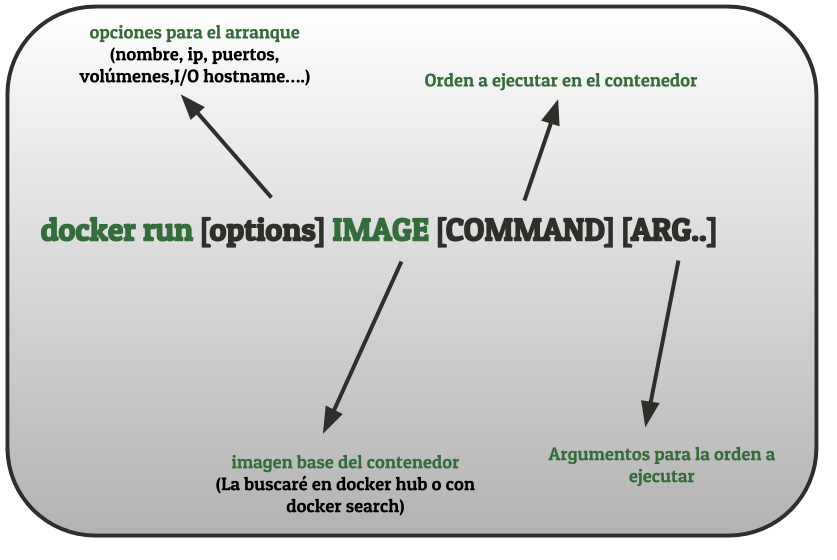 opciones para el arranque
(nombre, ip, puertos,
volúmenes,I/O hostname....)
Orden a ejecutar en el contenedor
docker run [options] IMAGE [COMMAND] [ARG..]
imagen base del contenedor
(La buscaré en docker hub o con
docker search)
Argumentos para la orden a
ejecutar